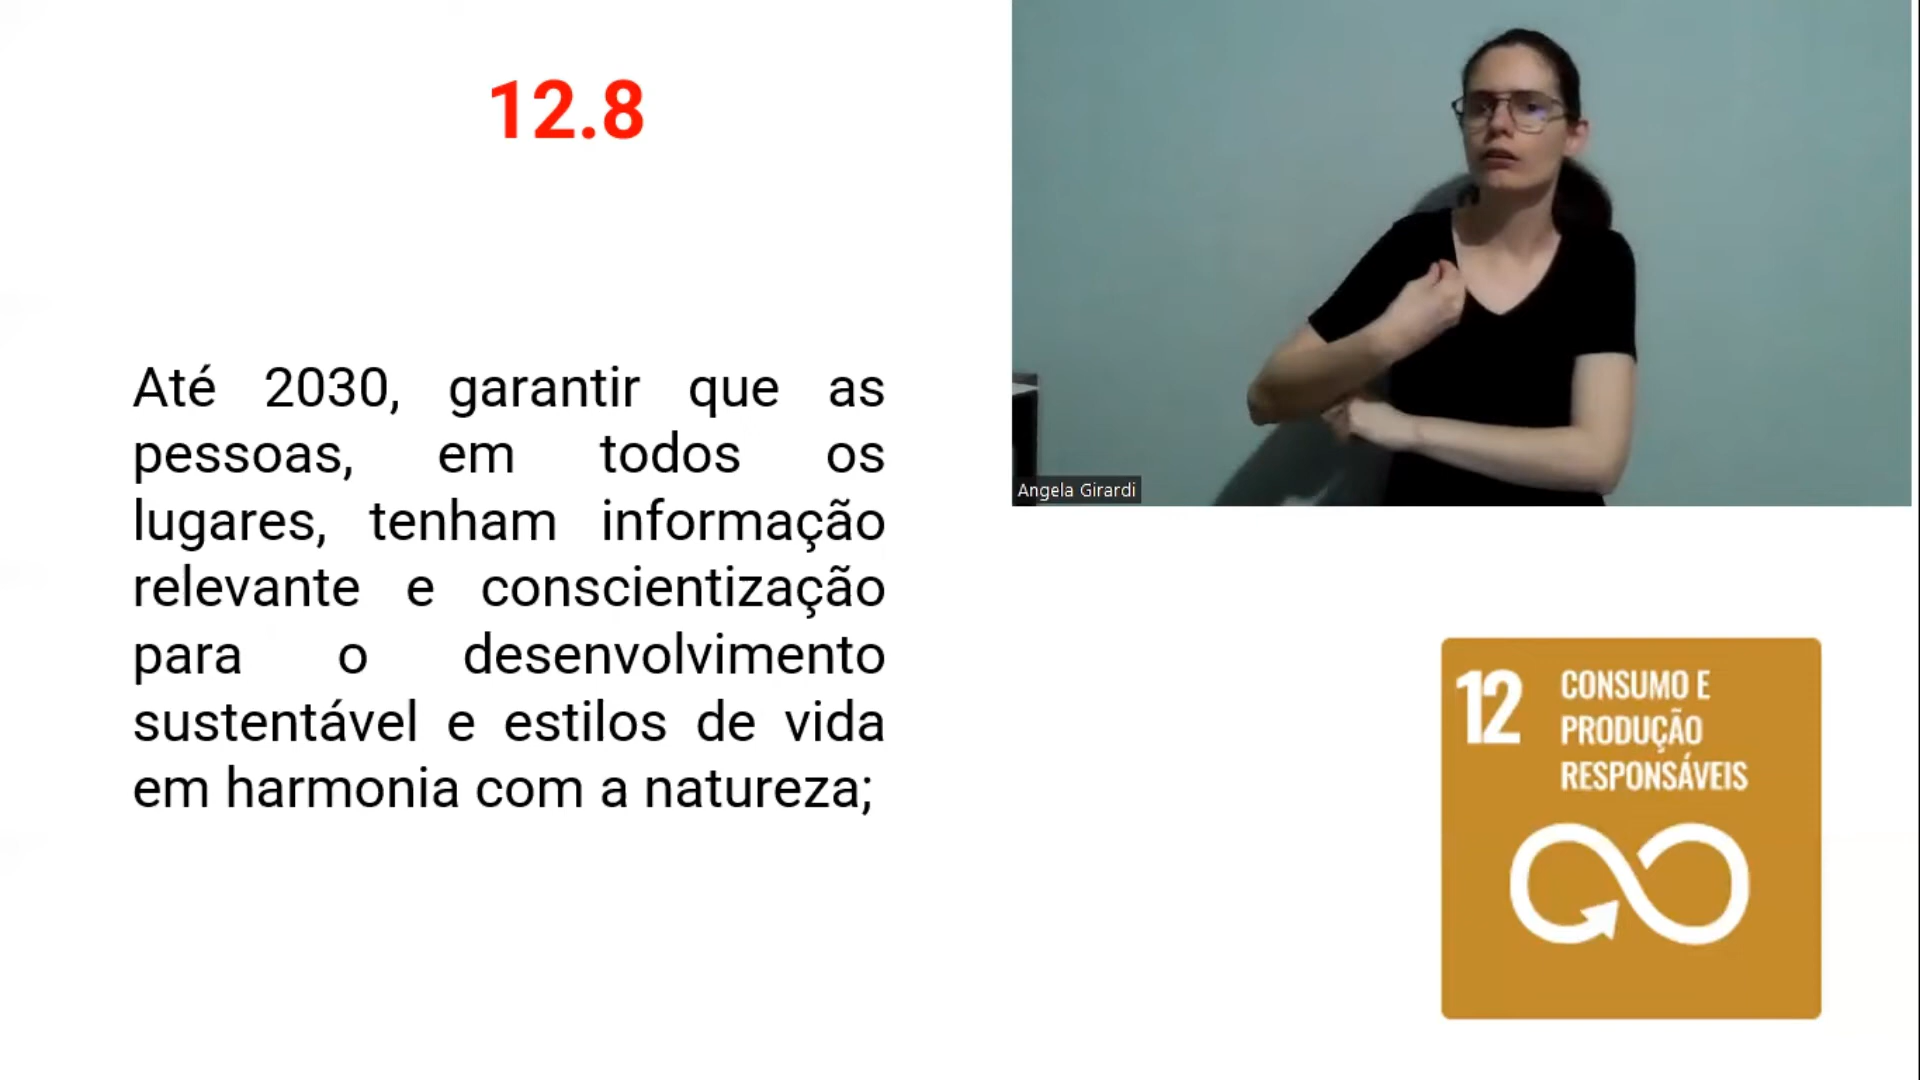 12.8
Até 2030, garantir que as
pessoas, em todos os
lugares, tenham informação
relevante e conscientização
para o desenvolvimento
sustentável e estilos de vida
em harmonia com a natureza;
Angela Girardi
12 CONSUMO E
PRODUÇÃO
RESPONSÁVEIS